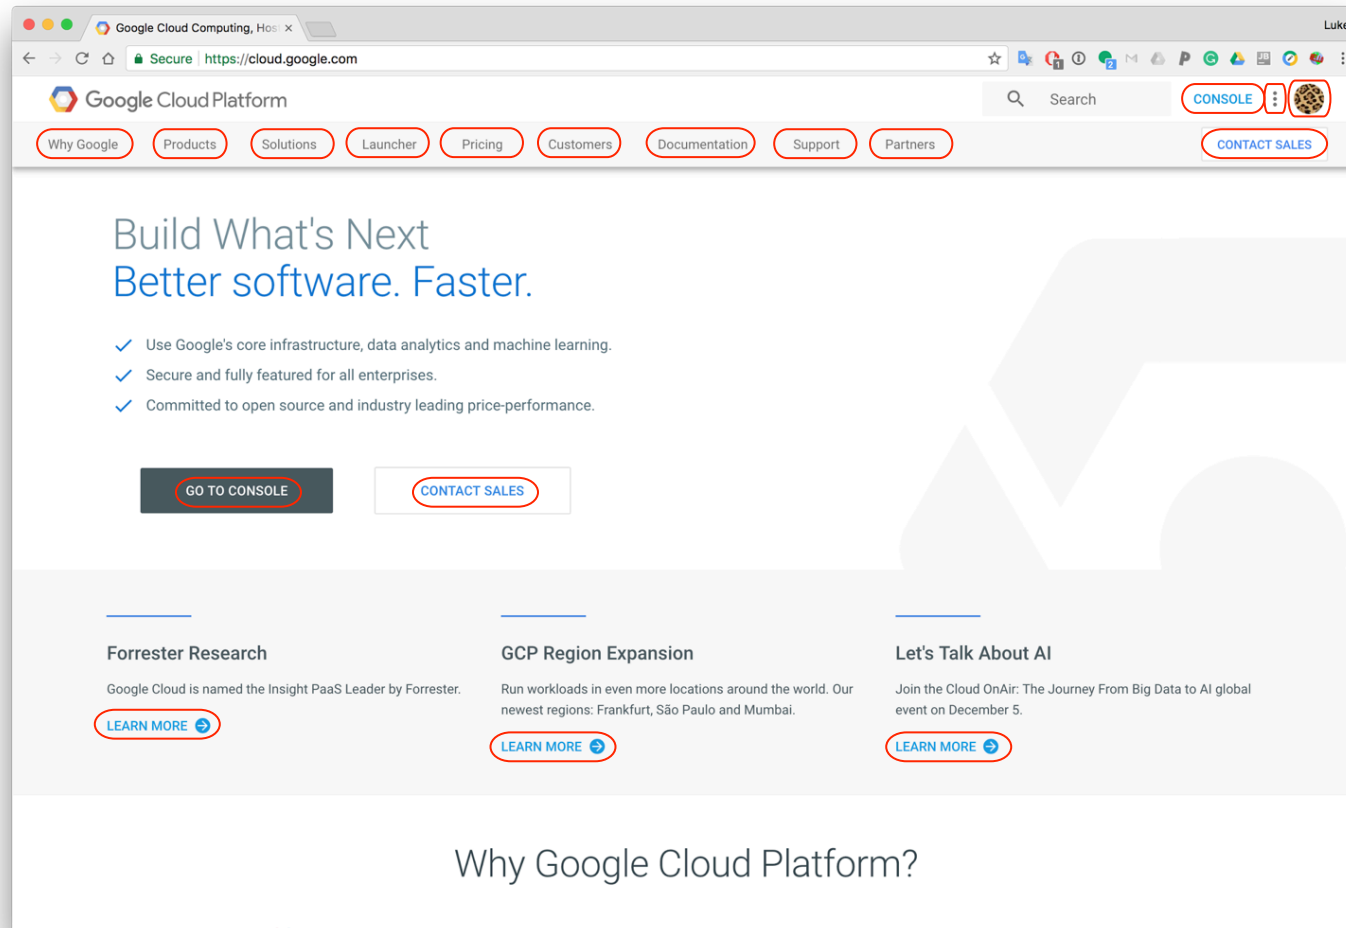 Google Cloud Computing, Hos
Luke
Secure https://cloud.google.com
1
2
Google Cloud Platform
Search
CONSOLE
Why Google Products Solutions Launcher Pricing Customers Documentation Support Partners CONTACT SALES
Build What's Next
Better software. Faster.
Use Google's core infrastructure, data analytics and machine learning.
Secure and fully featured for all enterprises.
Committed to open source and industry leading price-performance.
GO TO CONSOLE CONTACT SALES
Forrester Research
Google Cloud is named the Insight PaaS Leader by Forrester.
LEARN MORE
GCP Region Expansion
Run workloads in even more locations around the world. Our
newest regions: Frankfurt, São Paulo and Mumbai.
LEARN MORE
Let's Talk About AI
Join the Cloud OnAir: The Journey From Big Data to AI global
event on December 5.
LEARN MORE
Why Google Cloud Platform?